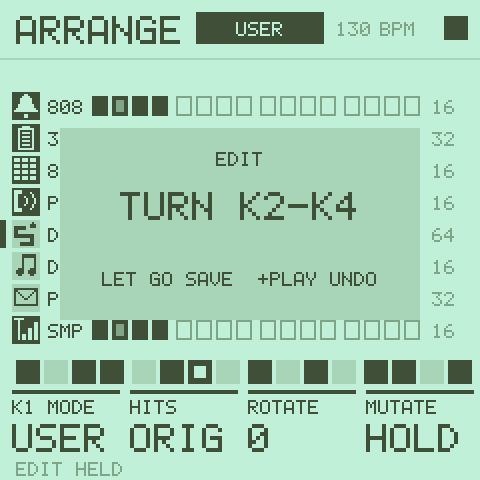 ARRANGE USER 130 BPM
808 16
3 32
8 16
P 16
D 64
D 16
P 32
SMP 16
EDIT
TURN K2-K4
LET GO SAVE +PLAY UNDO
K1 MODE HITS ROTATE MUTATE
USER ORIG 0 HOLD
EDIT HELD